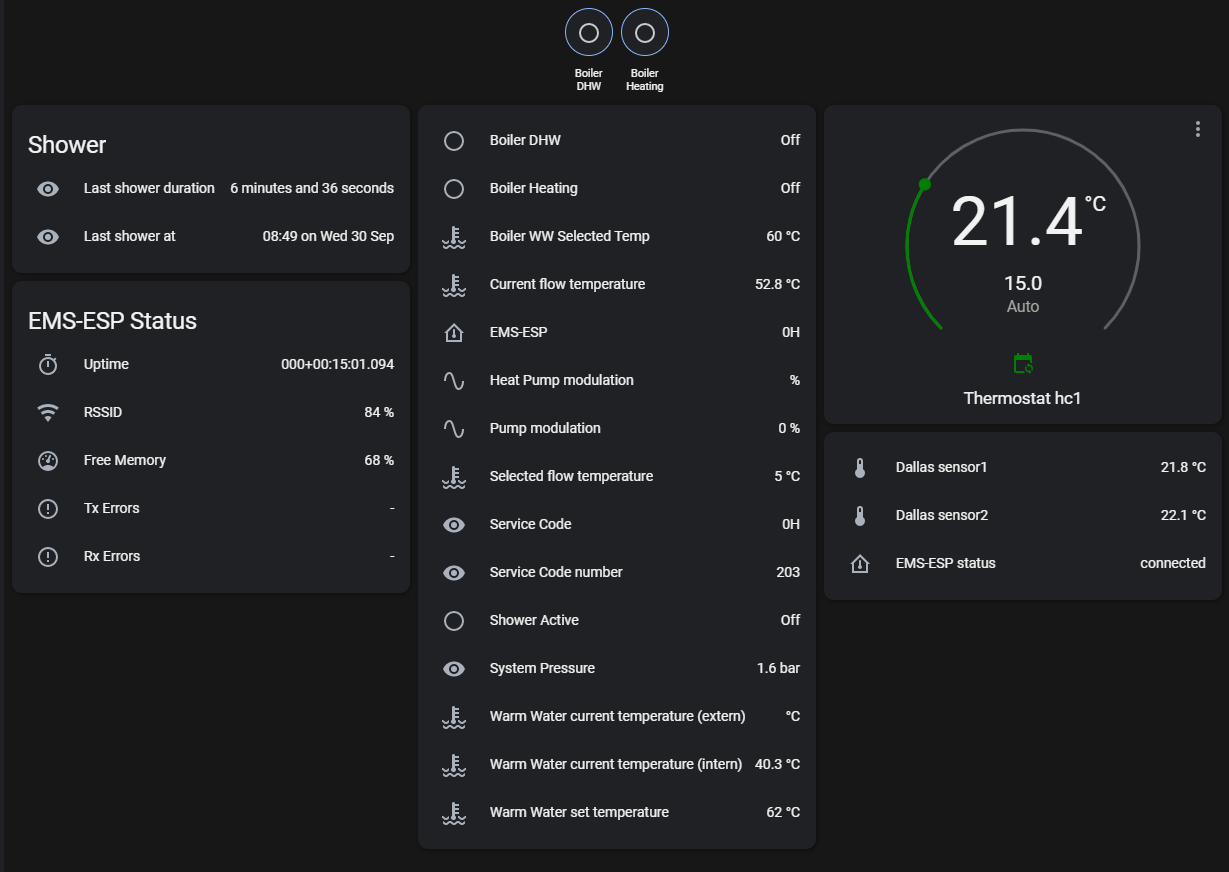 Boiler DHW
Boiler Heating
Shower
Last shower duration 6 minutes and 36 seconds
Last shower at 08:49 on Wed 30 Sep
EMS-ESP Status
Uptime 000+00:15:01.094
RSSID 84 %
Free Memory 68 %
Tx Errors -
Rx Errors -
Boiler DHW Off
Boiler Heating Off
Boiler WW Selected Temp 60 °C
Current flow temperature 52.8 °C
EMS-ESP 0H
Heat Pump modulation %
Pump modulation 0 %
Selected flow temperature 5 °C
Service Code 0H
Service Code number 203
Shower Active Off
System Pressure 1.6 bar
Warm Water current temperature (extern) °C
Warm Water current temperature (intern) 40.3 °C
Warm Water set temperature 62 °C
21.4 °C
15.0
Auto
Thermostat hc1
Dallas sensor1 21.8 °C
Dallas sensor2 22.1 °C
EMS-ESP status connected